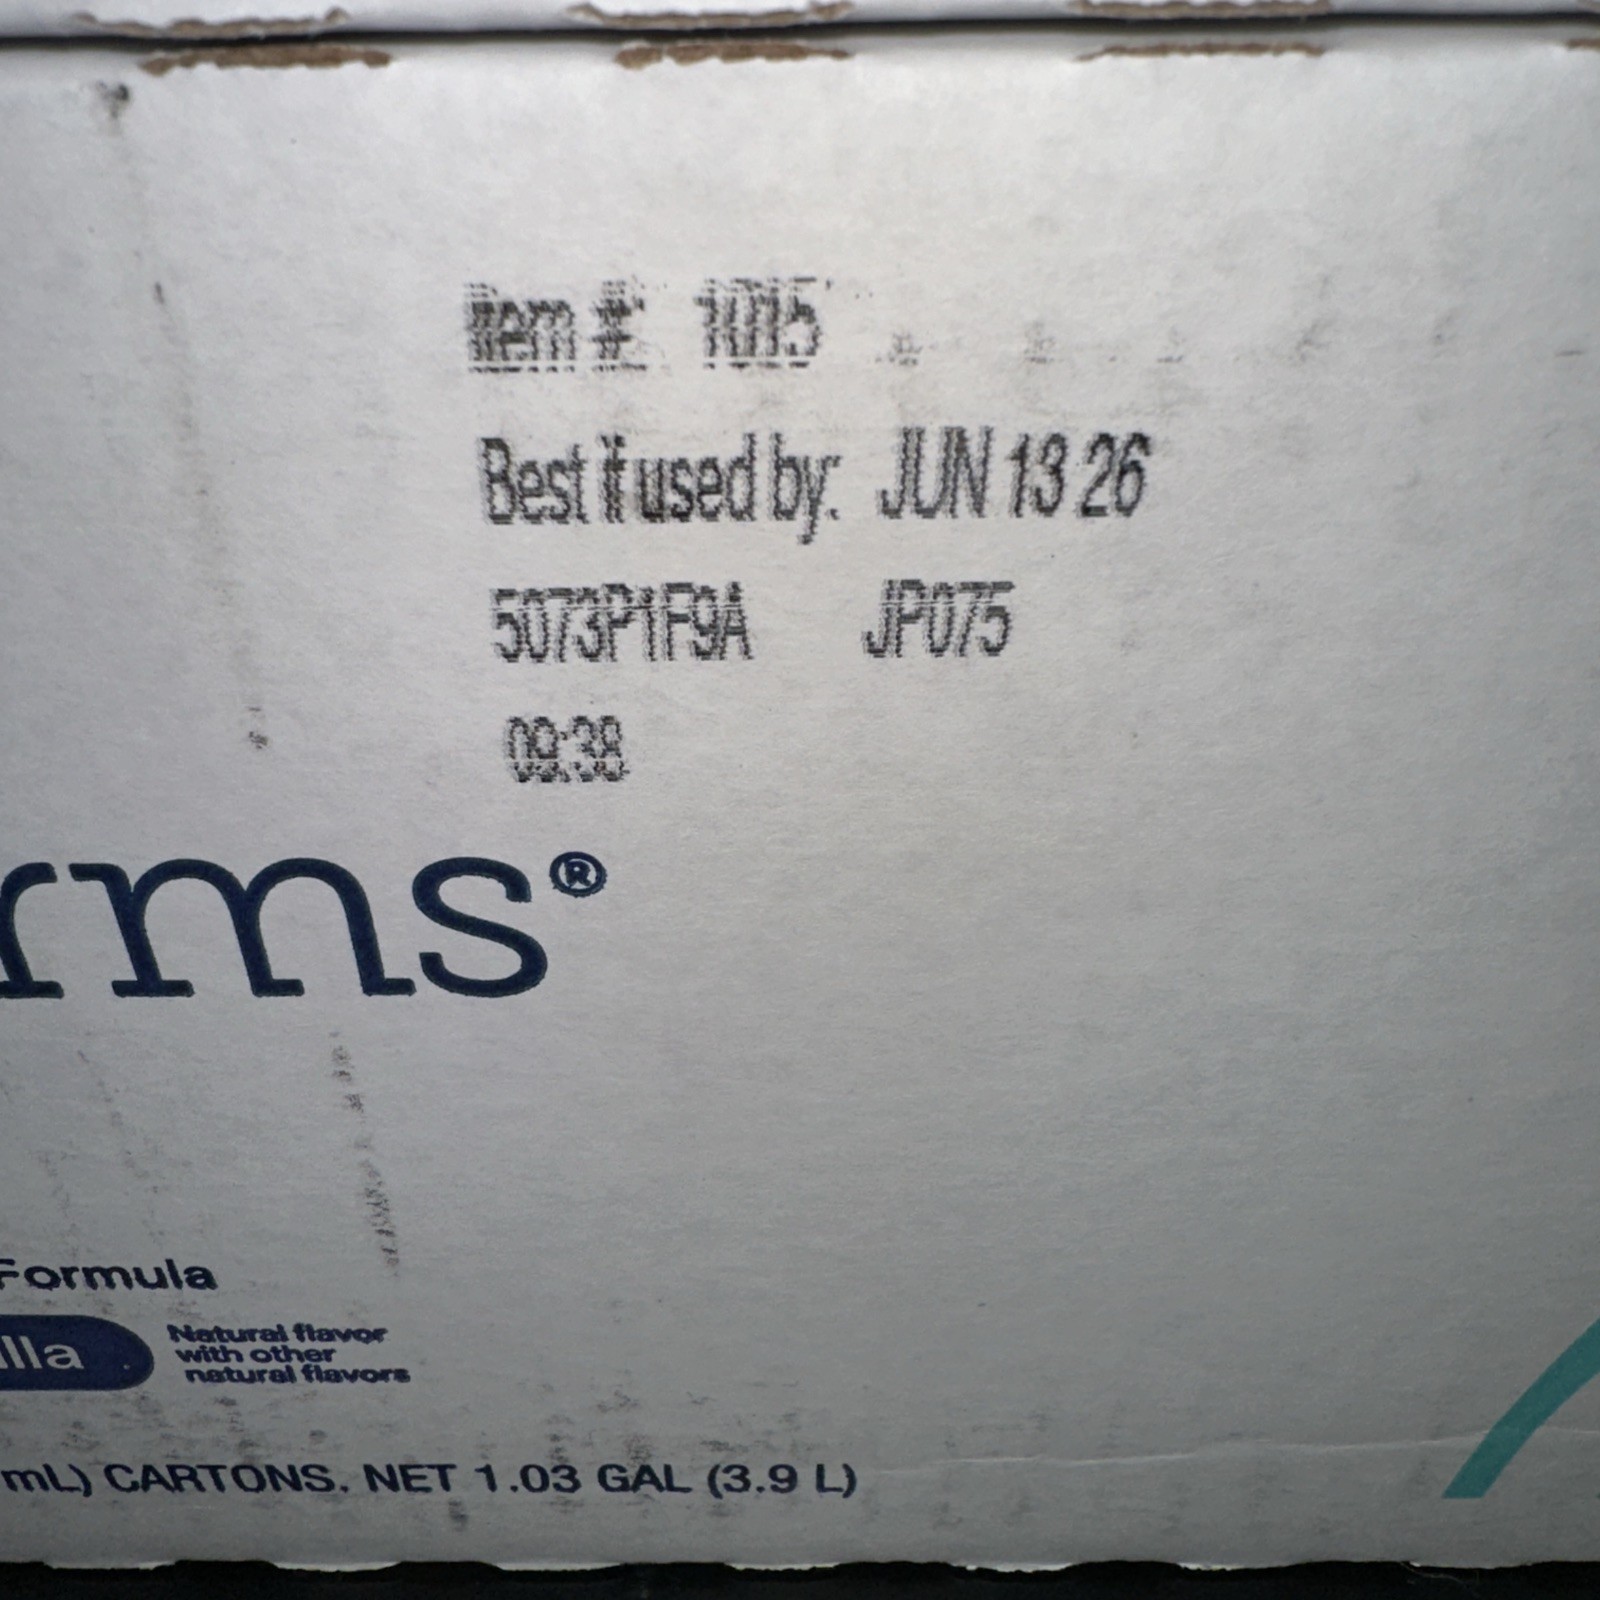 Item #: 1015
Best if used by: JUN 13 26
5073P1F9A JP075
09:38
rms®
Formula
lla
Natural flavor
with other
natural flavors
mL) CARTONS. NET 1.03 GAL (3.9 L)